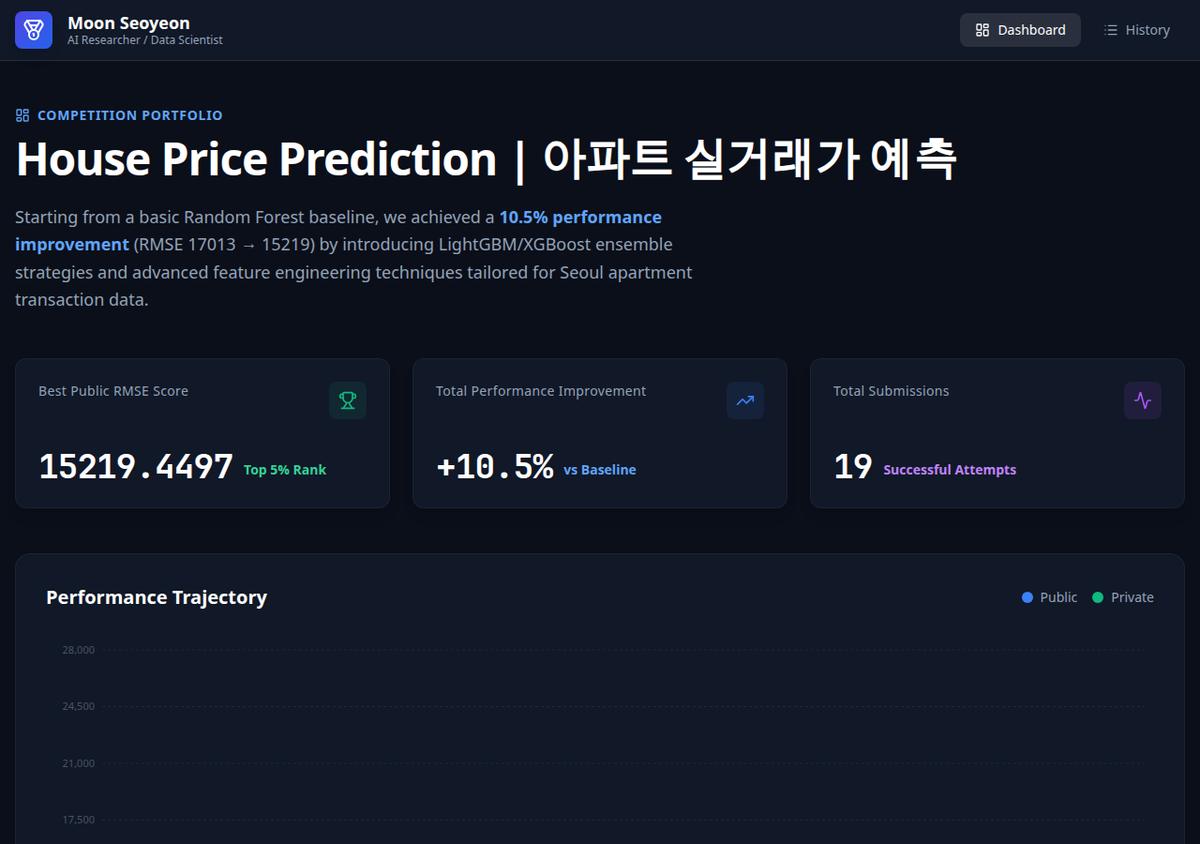 Moon Seoyeon
AI Researcher / Data Scientist
Dashboard
History
COMPETITION PORTFOLIO
House Price Prediction | 아파트 실거래가 예측
Starting from a basic Random Forest baseline, we achieved a 10.5% performance
improvement (RMSE 17013 → 15219) by introducing LightGBM/XGBoost ensemble
strategies and advanced feature engineering techniques tailored for Seoul apartment
transaction data.
Best Public RMSE Score
15219.4497 Top 5% Rank
Total Performance Improvement
+10.5% vs Baseline
Total Submissions
19 Successful Attempts
Performance Trajectory
Public
Private
28,000
24,500
21,000
17,500